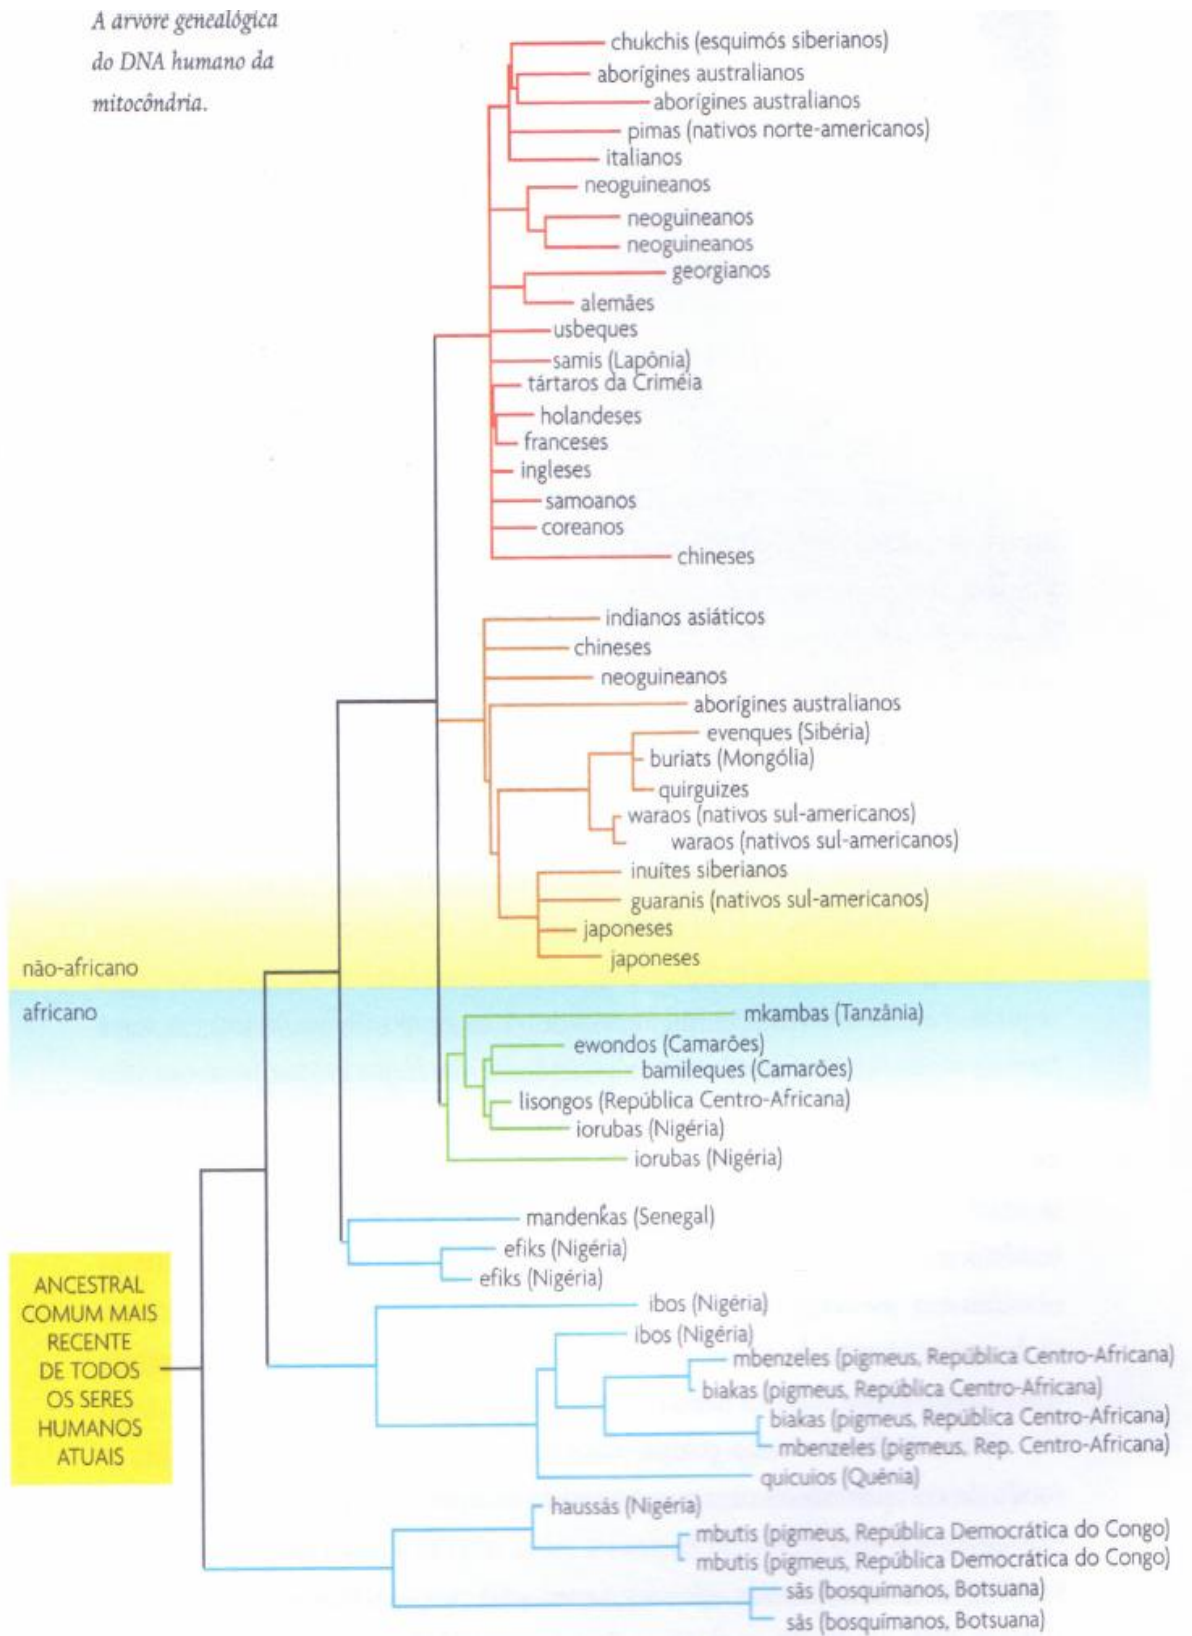 A árvore genealógica
do DNA humano da
mitocôndria.
chukchis (esquimós siberianos)
aborígines australianos
aborígines australianos
pimas (nativos norte-americanos)
italianos
neoguineanos
neoguineanos
neoguineanos
georgianos
alemães
usbeques
samis (Lapônia)
tártaros da Criméia
holandeses
franceses
ingleses
samoanos
coreanos
chineses
indianos asiáticos
chineses
neoguineanos
aborígines australianos
evenques (Sibéria)
buriats (Mongólia)
quirguizes
waraos (nativos sul-americanos)
waraos (nativos sul-americanos)
inuítes siberianos
guaranis (nativos sul-americanos)
japoneses
japoneses
não-africano
africano
mkambas (Tanzânia)
ewondos (Camarões)
bamileques (Camarões)
lisongos (República Centro-Africana)
iorubas (Nigéria)
iorubas (Nigéria)
mandenkas (Senegal)
efiks (Nigéria)
efiks (Nigéria)
ANCESTRAL
COMUM MAIS
RECENTE
DE TODOS
OS SERES
HUMANOS
ATUAIS
ibos (Nigéria)
ibos (Nigéria)
mbenzeles (pigmeus, República Centro-Africana)
biakas (pigmeus, República Centro-Africana)
biakas (pigmeus, República Centro-Africana)
mbenzeles (pigmeus, Rep. Centro-Africana)
quicuios (Quênia)
haussás (Nigéria)
mbutis (pigmeus, República Democrática do Congo)
mbutis (pigmeus, República Democrática do Congo)
sãs (bosquímanos, Botsuana)
sãs (bosquímanos, Botsuana)